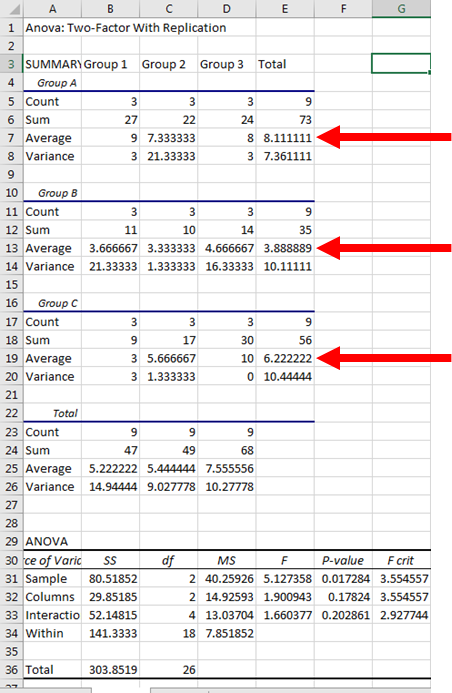 A B C D E F G
1 Anova: Two-Factor With Replication
2
3 SUMMARY Group 1 Group 2 Group 3 Total
4 Group A
5 Count 3 3 3 9
6 Sum 27 22 24 73
7 Average 9 7.333333 8 8.111111
8 Variance 3 21.33333 3 7.361111
9
10 Group B
11 Count 3 3 3 9
12 Sum 11 10 14 35
13 Average 3.666667 3.333333 4.666667 3.888889
14 Variance 21.33333 1.333333 16.33333 10.11111
15
16 Group C
17 Count 3 3 3 9
18 Sum 9 17 30 56
19 Average 3 5.666667 10 6.222222
20 Variance 3 1.333333 0 10.44444
21
22 Total
23 Count 9 9 9
24 Sum 47 49 68
25 Average 5.222222 5.444444 7.555556
26 Variance 14.94444 9.027778 10.27778
27
28
29 ANOVA
30 ce of Varia SS df MS F P-value F crit
31 Sample 80.51852 2 40.25926 5.127358 0.017284 3.554557
32 Columns 29.85185 2 14.92593 1.900943 0.17824 3.554557
33 Interactio 52.14815 4 13.03704 1.660377 0.202861 2.927744
34 Within 141.3333 18 7.851852
35
36 Total 303.8519 26